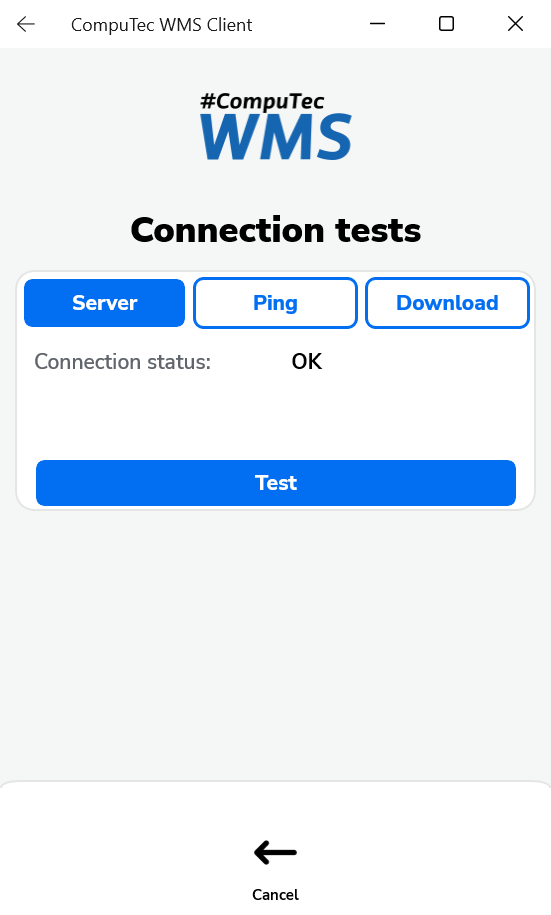 CompuTec WMS Client
#CompuTec
WMS
Connection tests
Server Ping Download
Connection status: OK
Test
Cancel